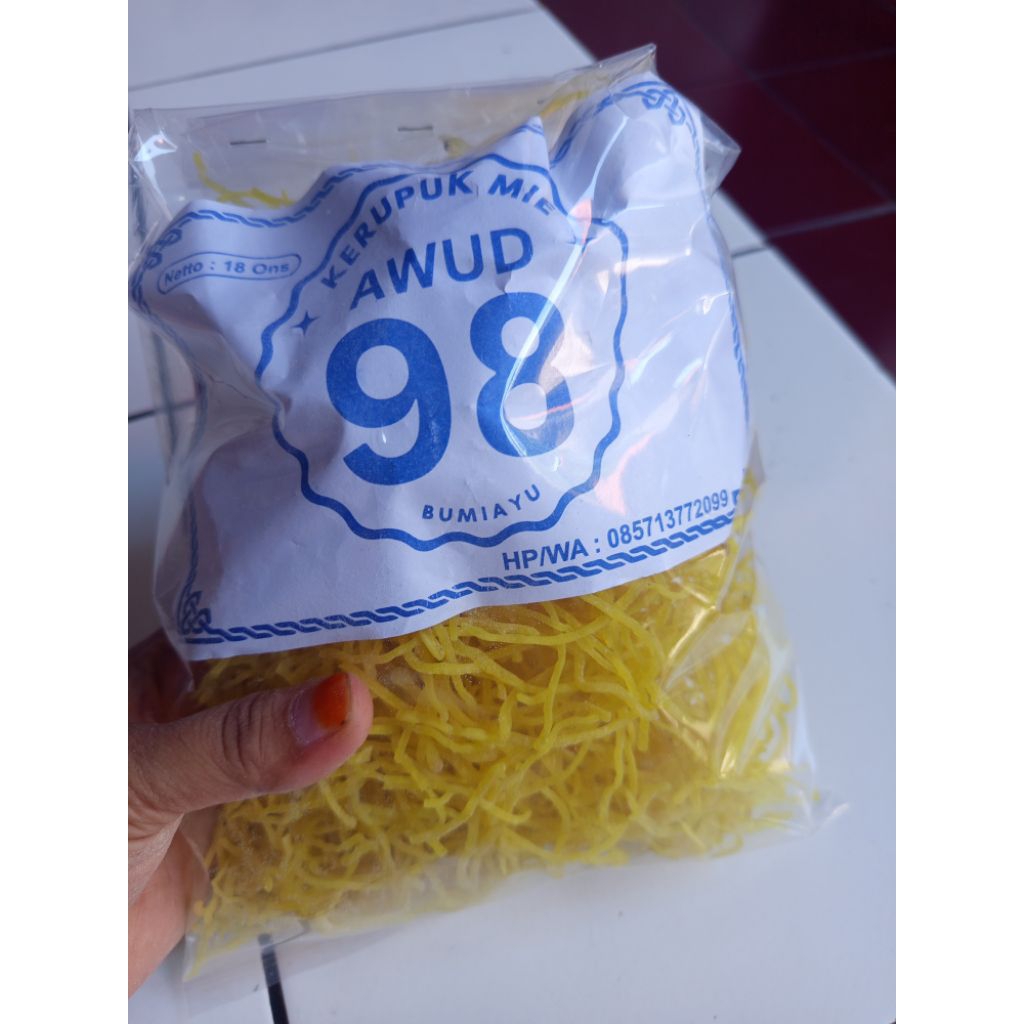 KERUPUK MIE
Netto : 18 Ons
AWUD
98
BUMIAYU
HP/WA : 085713772099